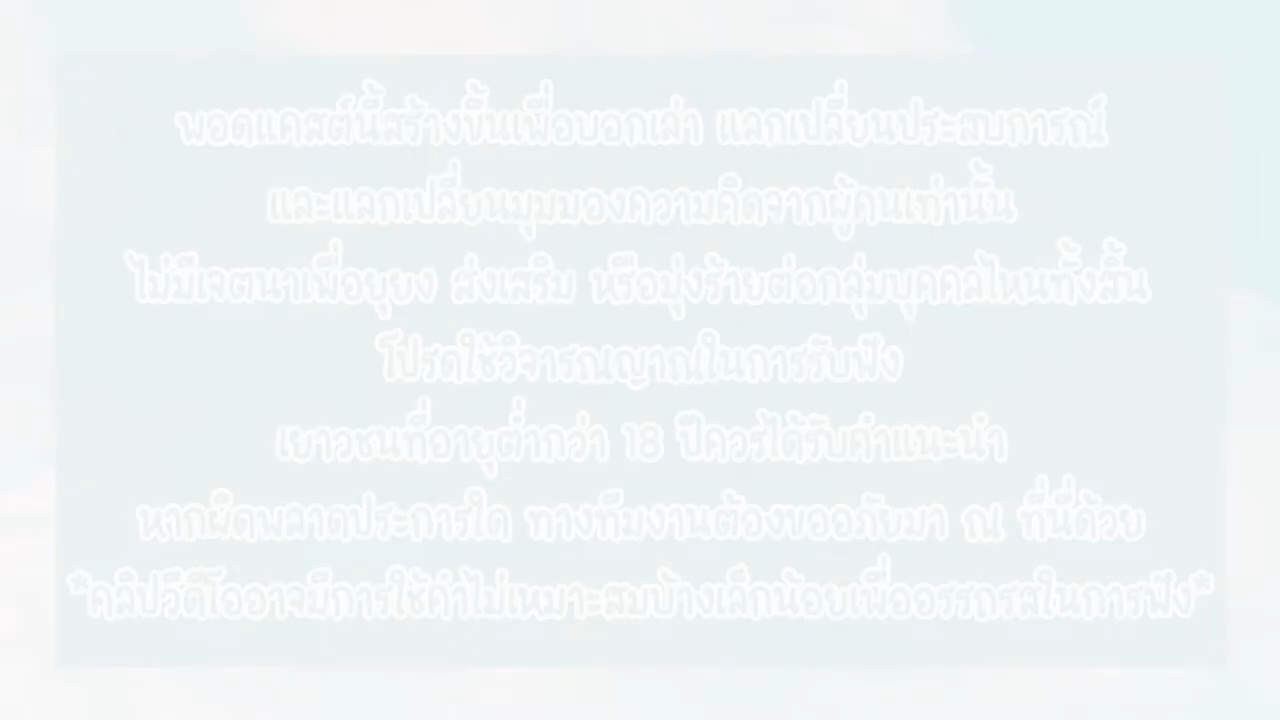 พอดแคสต์นี้สร้างขึ้นเพื่อบอกเล่า แลกเปลี่ยนประสบการณ์
และแลกเปลี่ยนมุมมองความคิดจากผู้คนเท่านั้น
ไม่มีเจตนาเพื่อยุยง ส่งเสริม หรือมุ่งร้ายต่อกลุ่มบุคคลไหนทั้งสิ้น
โปรดใช้วิจารณญาณในการรับฟัง
เยาวชนที่อายุต่ำกว่า 18 ปีควรได้รับคำแนะนำ
หากผิดพลาดประการใด ทางทีมงานต้องขออภัยมา ณ ที่นี้ด้วย
*คลิปวีดีโออาจมีการใช้คำไม่เหมาะสมบ้างเล็กน้อยเพื่ออรรถรสในการฟัง*